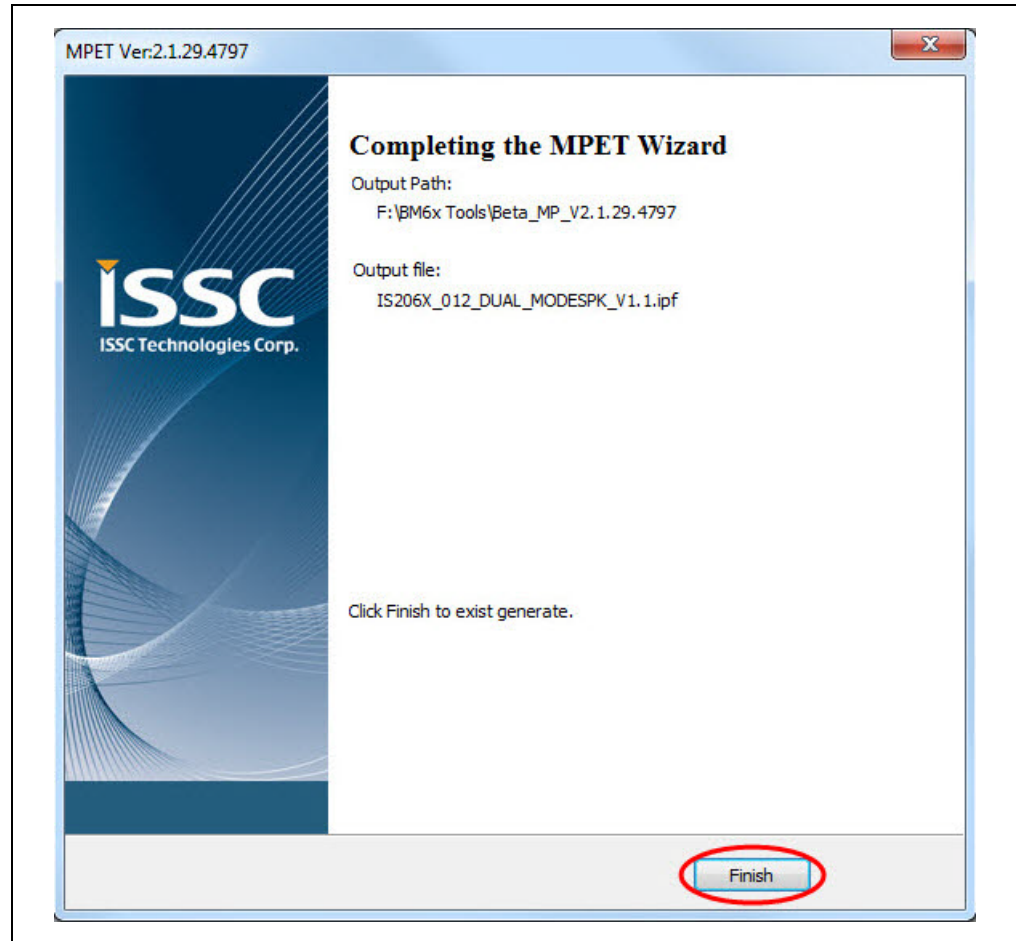 MPET Ver:2.1.29.4797
x
ISSC
ISSC Technologies Corp.
Completing the MPET Wizard
Output Path:
F:\BM6x Tools\Beta_MP_V2.1.29.4797
Output file:
IS206X_012_DUAL_MODESPK_V1.1.ipf
Click Finish to exist generate.
Finish